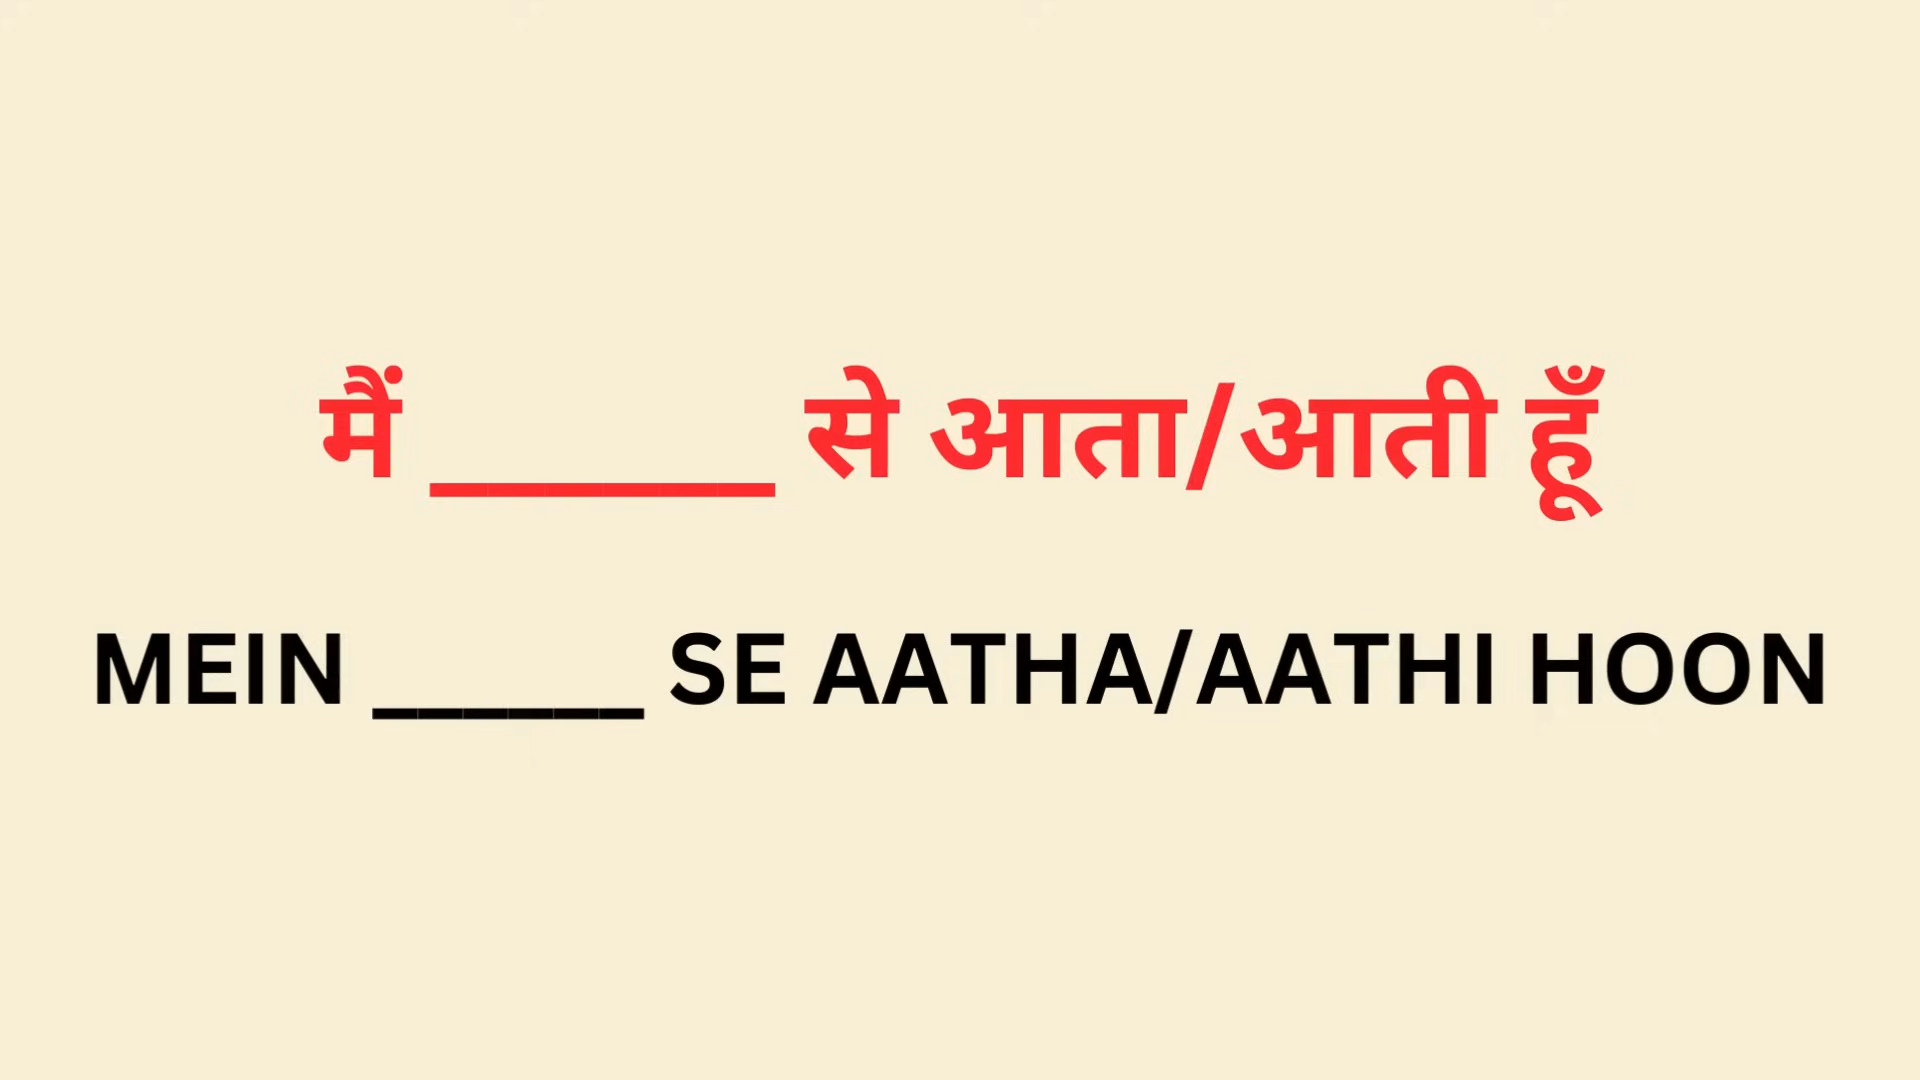 मैं ______ से आता/आती हूँ
MEIN ______ SE AATHA/AATHI HOON